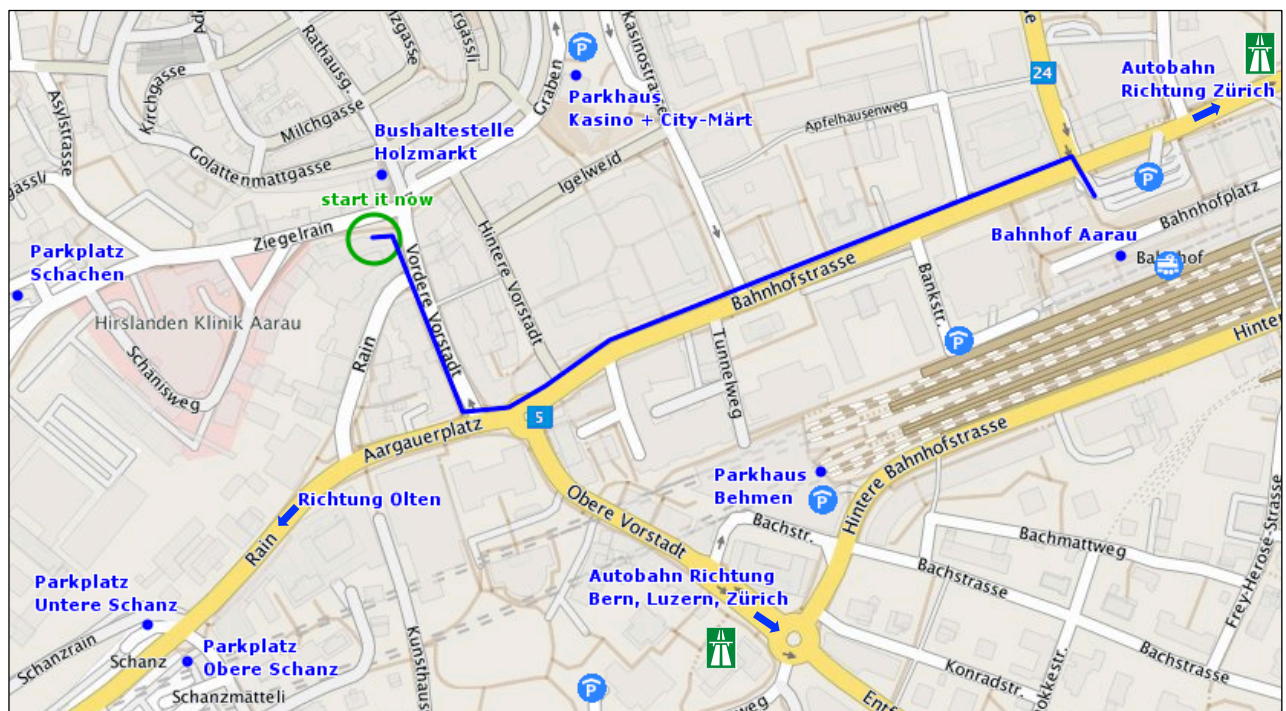 Rathausg.
Kirchgasse
Asylstrasse
Milchgasse
Golattenmattgasse
Graben
Kasinostrasse
24
Autobahn
Richtung Zürich
P
Parkhaus
Kasino + City-Märt
Apfelhausenweg
Bushaltestelle
Holzmarkt
Igelweid
start it now
Ziegelrain
Hintere Vorstadt
Vordere Vorstadt
P
Bahnhofplatz
Bahnhof Aarau
Bahnhof
Parkplatz
Schachen
Hirslanden Klinik Aarau
Bahnhofstrasse
Bankstr.
P
Rain
Schanisweg
Tunnelweg
5
Aargauerplatz
Hintere Bahnhofstrasse
Parkhaus
Behmen
P
Richtung Olten
Rain
Obere Vorstadt
Bachstr.
Bachmattweg
Bachstrasse
Frey-Herose-Strasse
Autobahn Richtung
Bern, Luzern, Zürich
Parkplatz
Untere Schanz
Parkplatz
Obere Schanz
Schanzrain
Schanz
Schanzmätteli
Bachstrasse
Konradstr.
P